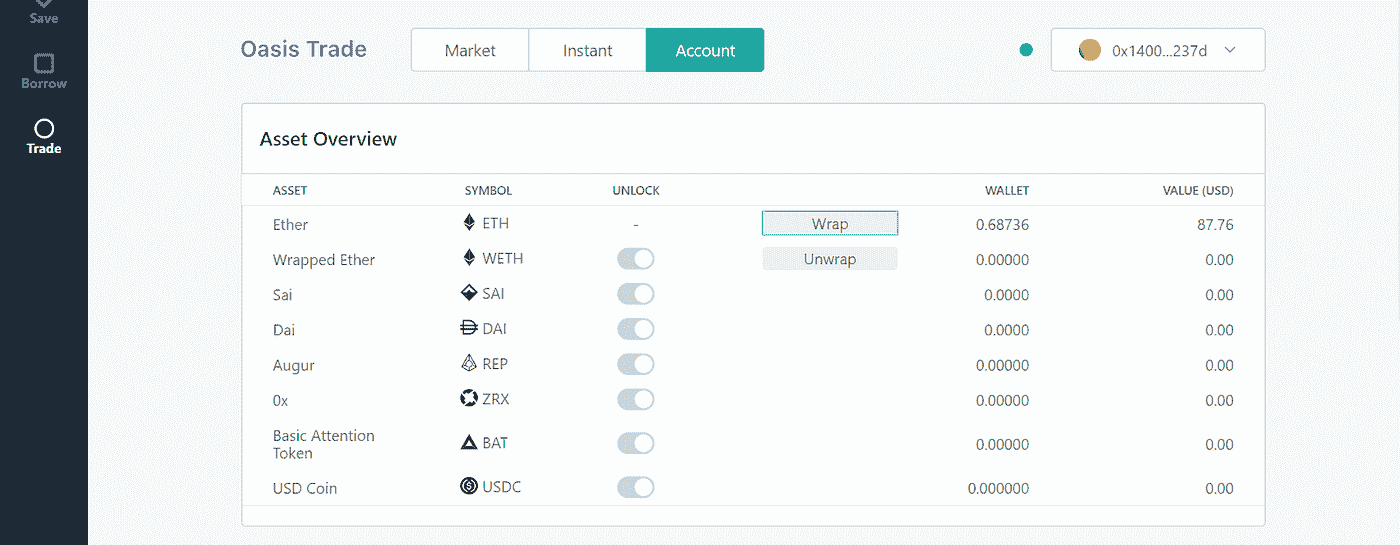 Save
Borrow
Trade
Oasis Trade
Market Instant Account
0x1400...237d
Asset Overview
ASSET SYMBOL UNLOCK WALLET VALUE (USD)
Ether ETH - Wrap 0.68736 87.76
Wrapped Ether WETH Unwrap 0.00000 0.00
Sai SAI 0.0000 0.00
Dai DAI 0.0000 0.00
Augur REP 0.00000 0.00
0x ZRX 0.00000 0.00
Basic Attention
Token BAT 0.00000 0.00
USD Coin USDC 0.000000 0.00